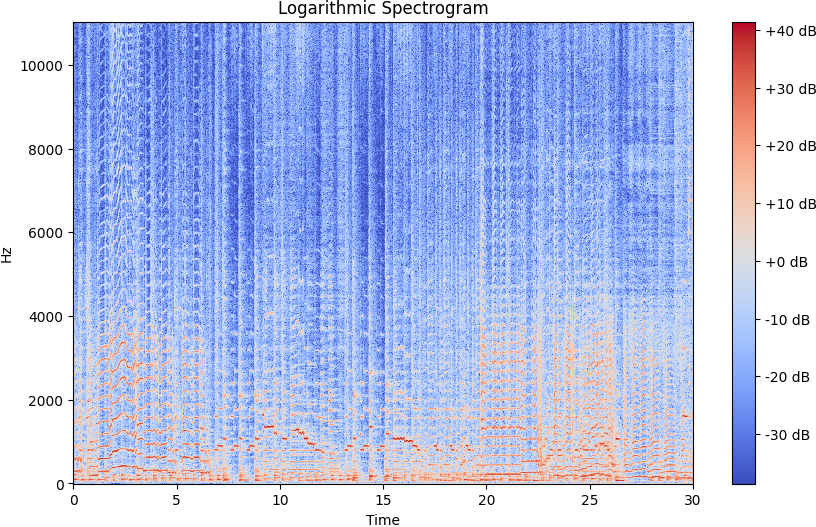 Logarithmic Spectrogram
Hz
10000
8000
6000
4000
2000
0
0 5 10 15 20 25 30
Time
+40 dB
+30 dB
+20 dB
+10 dB
+0 dB
-10 dB
-20 dB
-30 dB